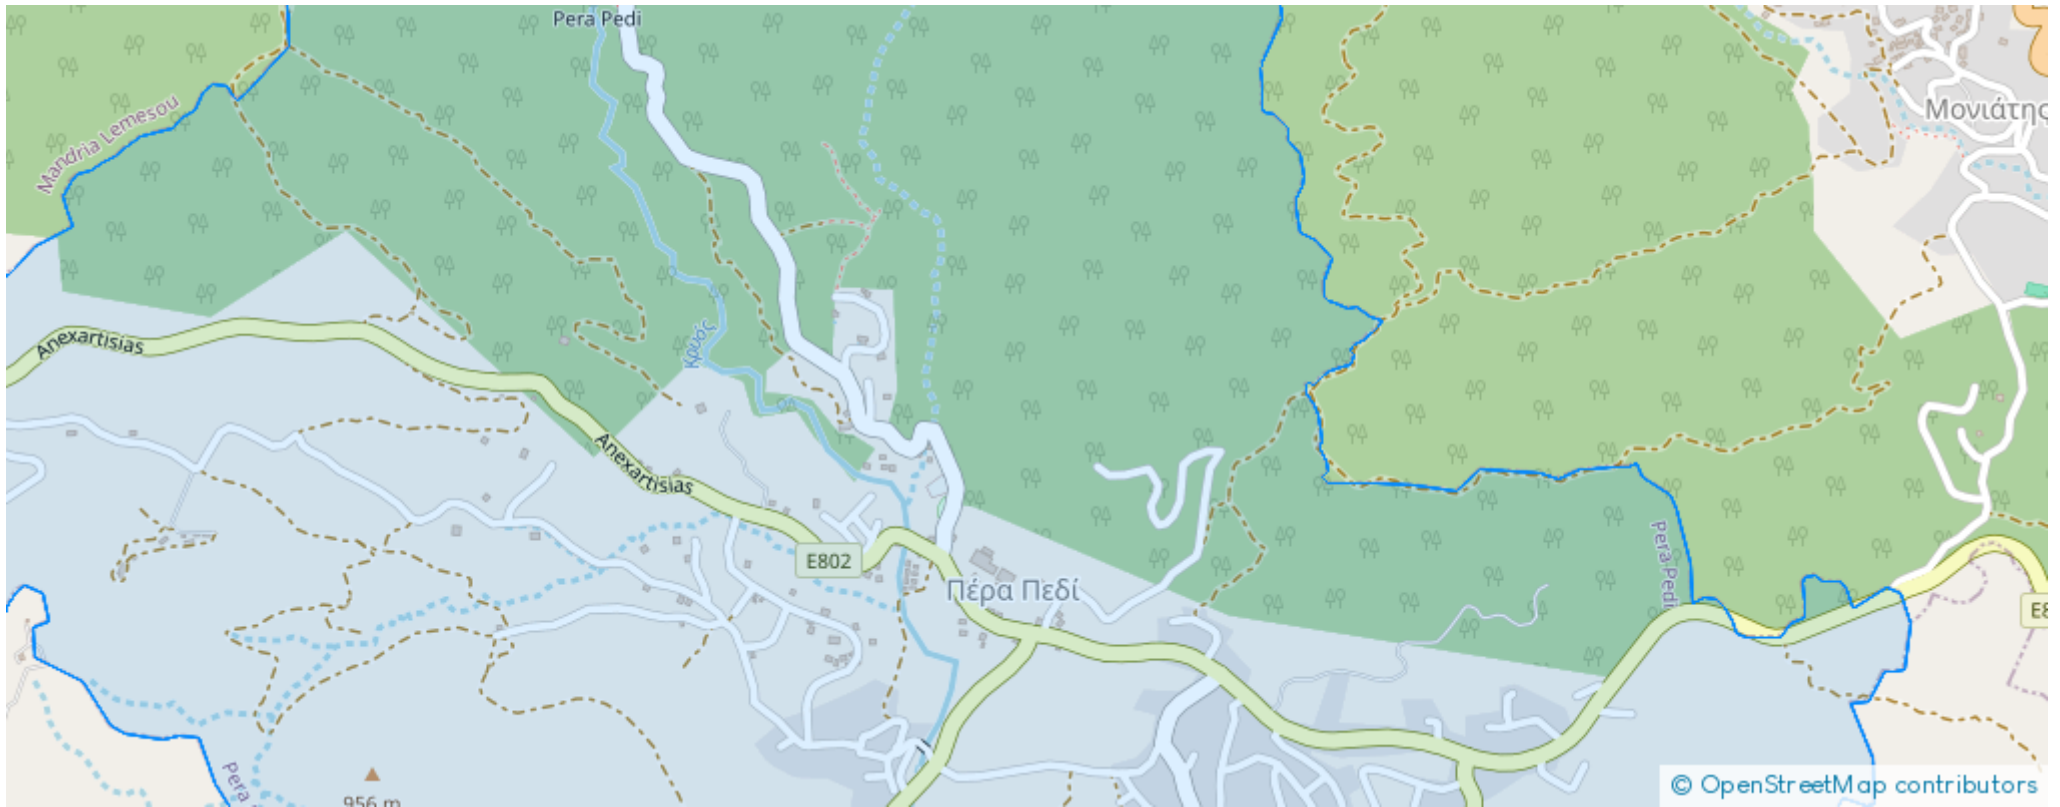 Pera Pedi
Μονιάτης
Mandria Lemesou
Κρυός
Anexartisias
Anexartisias
E802
Πέρα Πεδί
Pera Pedi
E8
Pera
956 m
© OpenStreetMap contributors